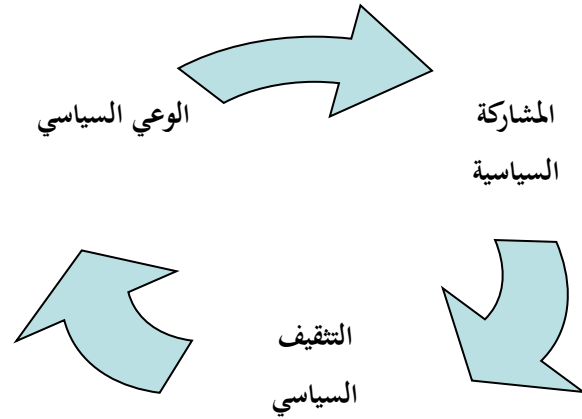 الوعي السياسي
المشاركة
السياسية
التثقيف
السياسي